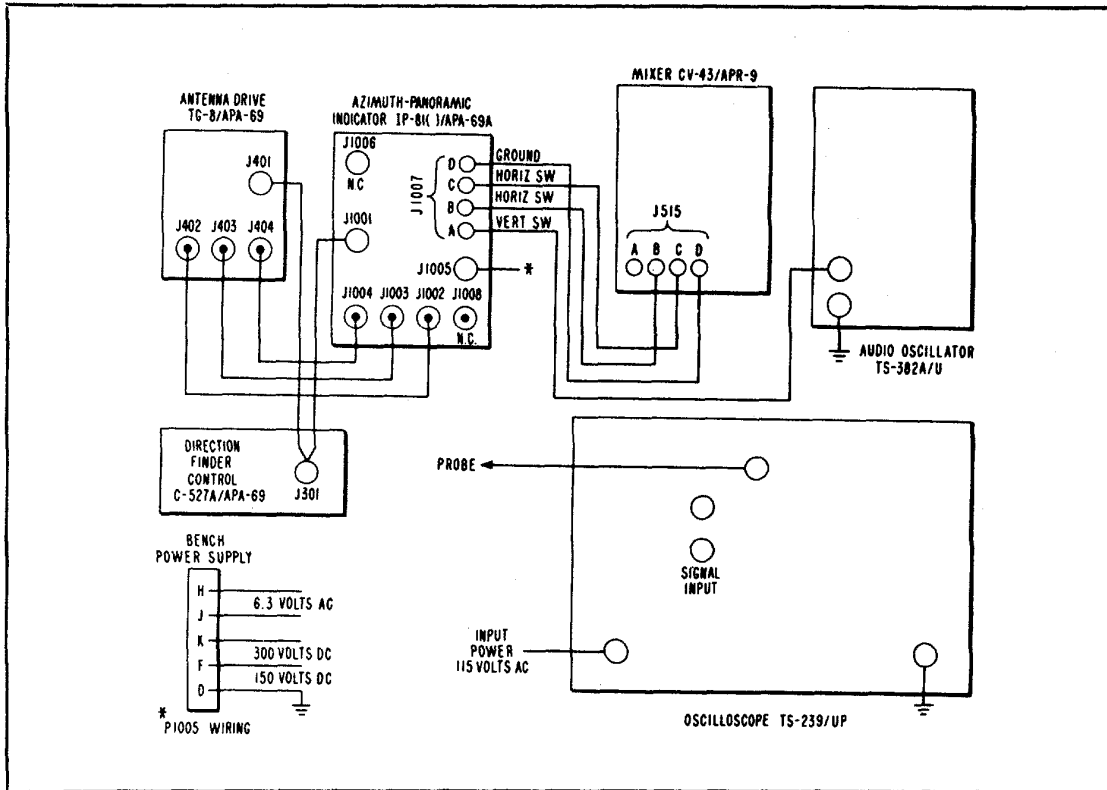 ANTENNA DRIVE
TG-8/APA-69
J401
J402
J403
J404
AZIMUTH-PANORAMIC
INDICATOR IP-81( )/APA-69A
J1006
N.C
J1001
J1007
D
C
B
A
GROUND
HORIZ SW
HORIZ SW
VERT SW
J1005
*
J1004
J1003
J1002
J1008
N.C.
MIXER CV-43/APR-9
J515
A
B
C
D
AUDIO OSCILLATOR
TS-382A/U
DIRECTION
FINDER
CONTROL
C-527A/APA-69
J301
BENCH
POWER SUPPLY
H
J
K
F
D
6.3 VOLTS AC
300 VOLTS DC
150 VOLTS DC
*
P1005 WIRING
PROBE
SIGNAL
INPUT
INPUT
POWER
115 VOLTS AC
OSCILLOSCOPE TS-239/UP